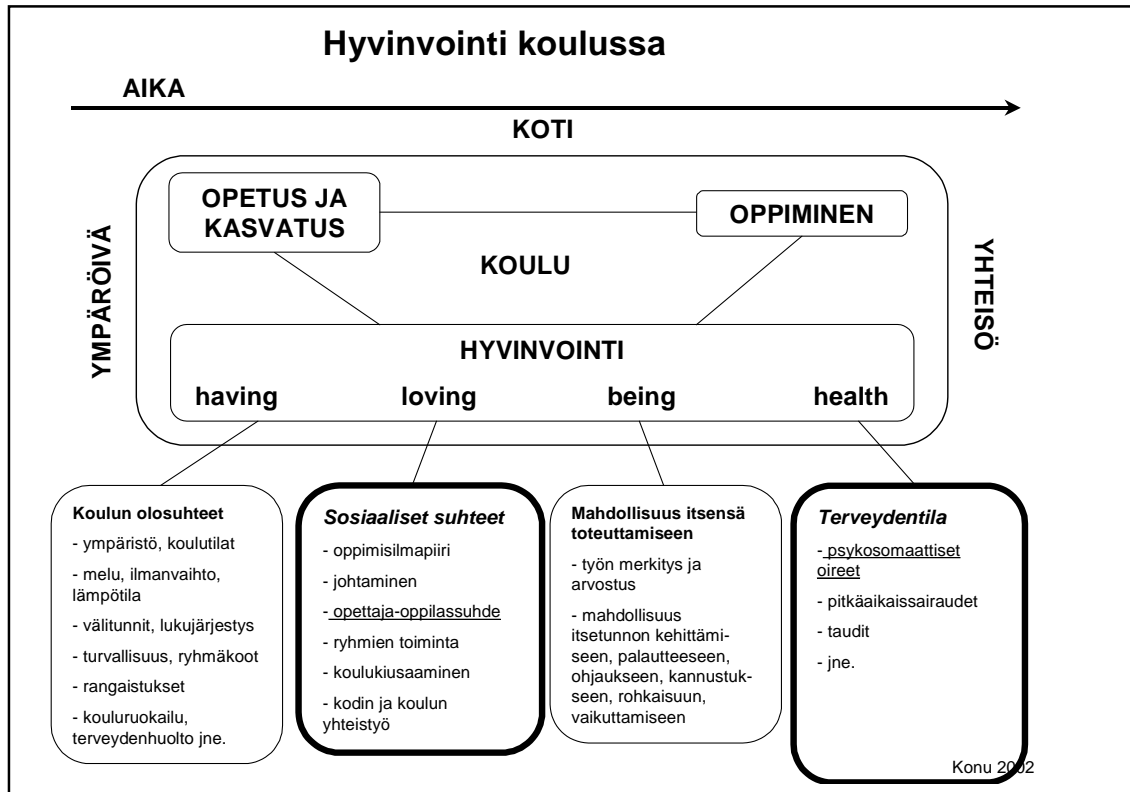 Hyvinvointi koulussa
AIKA
KOTI
OPETUS JA
KASVATUS
OPPIMINEN
KOULU
YMPÄRÖIVÄ
YHTEISÖ
HYVINVOINTI
having loving being health
Koulun olosuhteet
- ympäristö, koulutilat
- melu, ilmanvaihto,
lämpötila
- välitunnit, lukujärjestys
- turvallisuus, ryhmäkoot
- rangaistukset
- kouluruokailu,
terveydenhuolto jne.
Sosiaaliset suhteet
- oppimisilmapiiri
- johtaminen
- opettaja-oppilassuhde
- ryhmien toiminta
- koulukiusaaminen
- kodin ja koulun
yhteistyö
Mahdollisuus itsensä
toteuttamiseen
- työn merkitys ja
arvostus
- mahdollisuus
itsetunnon kehittämi-
seen, palautteeseen,
ohjaukseen, kannustuk-
seen, rohkaisuun,
vaikuttamiseen
Terveydentila
- psykosomaattiset
oireet
- pitkäaikaissairaudet
- taudit
- jne.
Konu 2002